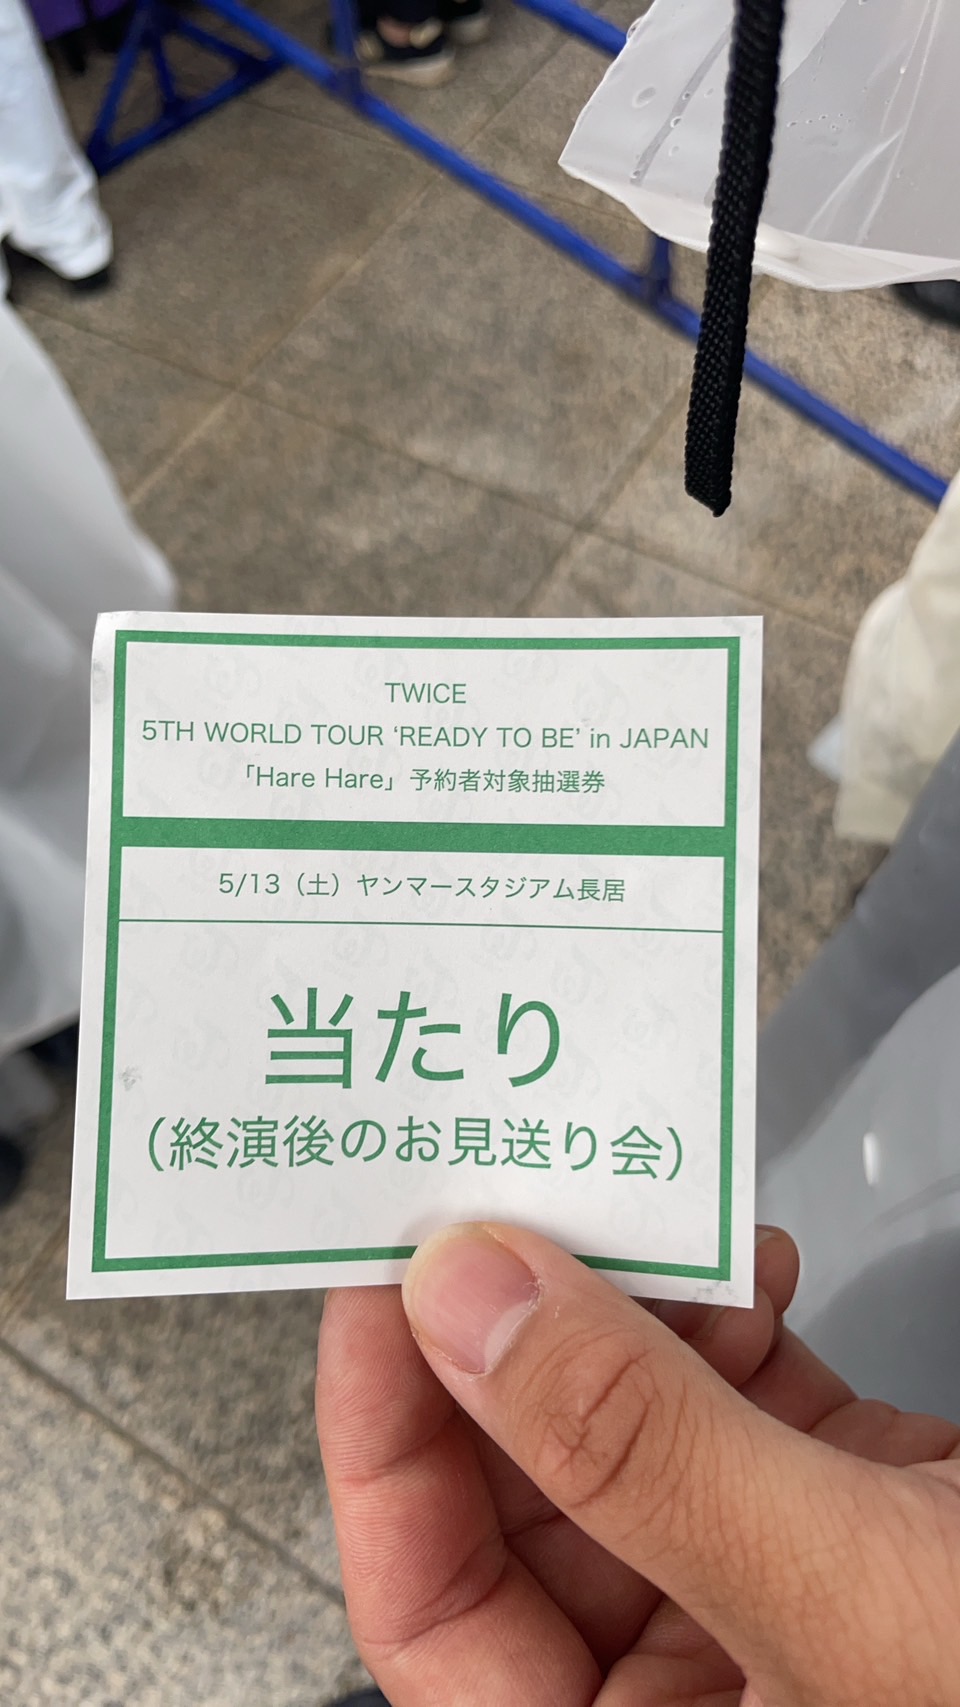 TWICE
5TH WORLD TOUR ‘READY TO BE’ in JAPAN
「Hare Hare」予約者対象抽選券
5/13（土）ヤンマースタジアム長居
当たり
(終演後のお見送り会)